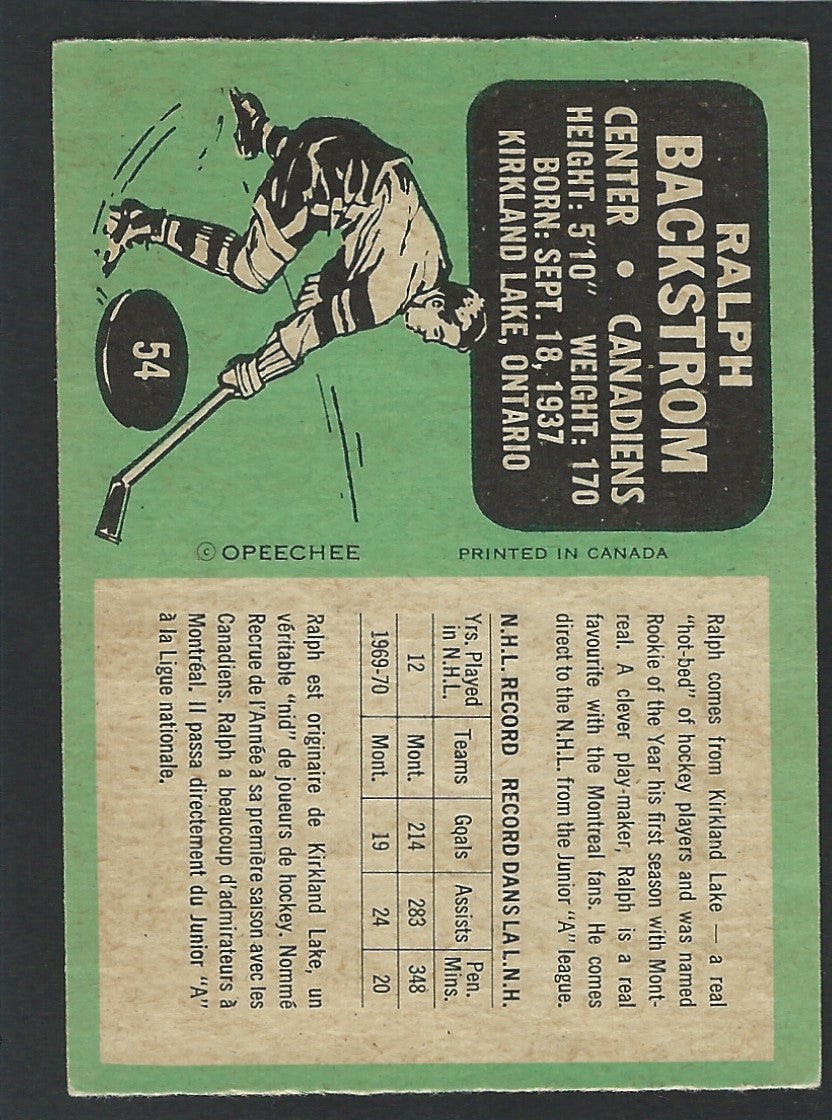 RALPH
BACKSTROM
CENTER • CANADIENS
HEIGHT: 5'10" WEIGHT: 170
BORN: SEPT. 18, 1937
KIRKLAND LAKE, ONTARIO
54
© OPEECHEE
PRINTED IN CANADA
Ralph comes from Kirkland Lake — a real
"hot-bed" of hockey players and was named
Rookie of the Year his first season with Mont-
real. A clever play-maker, Ralph is a real
favourite with the Montreal fans. He comes
direct to the N.H.L. from the Junior "A" league.
N.H.L. RECORD RECORD DANS LA L.N.H.
Yrs. Played in N.H.L. Teams Goals Assists Pen. Mins.
12 Mont. 214 283 348
1969-70 Mont. 19 24 20
Ralph est originaire de Kirkland Lake, un
véritable "nid" de joueurs de hockey. Nommé
Recrue de l'Année à sa première saison avec les
Canadiens. Ralph a beaucoup d'admirateurs à
Montréal. Il passa directement du Junior "A"
à la Ligue nationale.